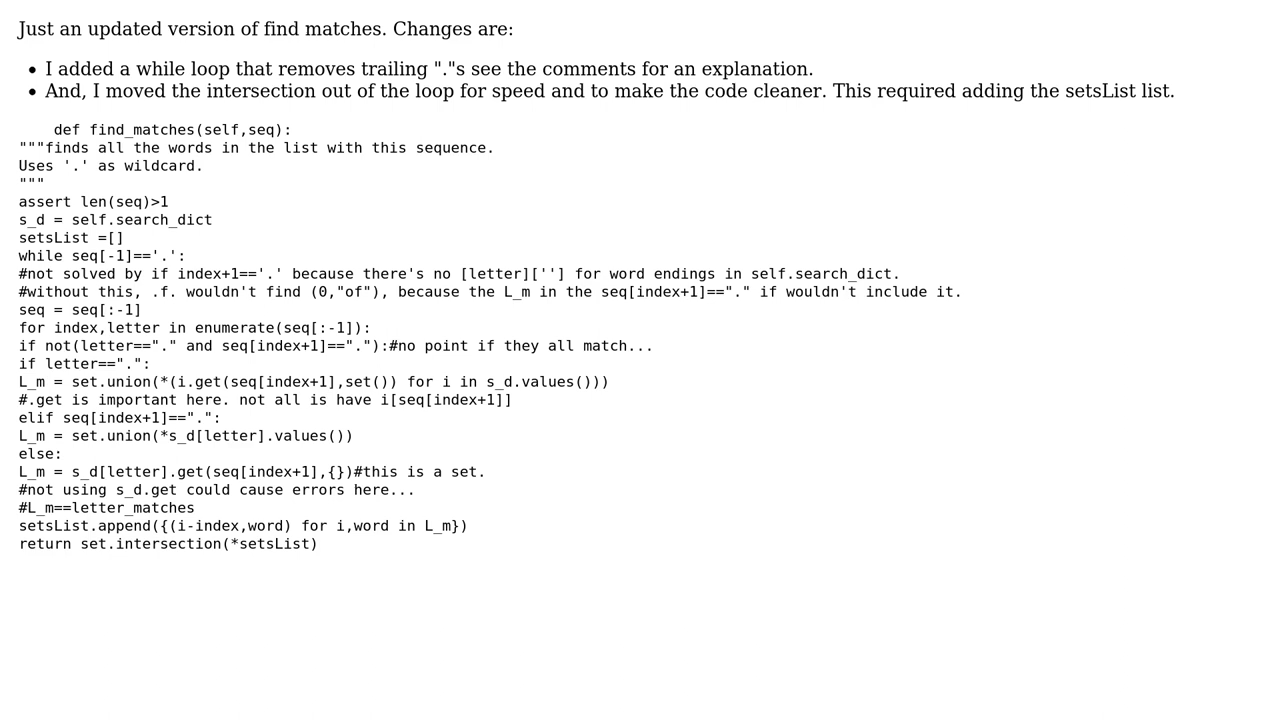 Just an updated version of find matches. Changes are:
• I added a while loop that removes trailing "."s see the comments for an explanation.
• And, I moved the intersection out of the loop for speed and to make the code cleaner. This required adding the setsList list.
    def find_matches(self,seq):
"""finds all the words in the list with this sequence.
Uses '.' as wildcard.
"""
assert len(seq)>1
s_d = self.search_dict
setsList =[]
while seq[-1]=='.':
#not solved by if index+1=='.' because there's no [letter][''] for word endings in self.search_dict.
#without this, .f. wouldn't find (0,"of"), because the L_m in the seq[index+1]=="." if wouldn't include it.
seq = seq[:-1]
for index,letter in enumerate(seq[:-1]):
if not(letter=="." and seq[index+1]=="."):#no point if they all match...
if letter==".":
L_m = set.union(*(i.get(seq[index+1],set()) for i in s_d.values()))
#.get is important here. not all is have i[seq[index+1]]
elif seq[index+1]==".":
L_m = set.union(*s_d[letter].values())
else:
L_m = s_d[letter].get(seq[index+1],{})#this is a set.
#not using s_d.get could cause errors here...
#L_m==letter_matches
setsList.append({(i-index,word) for i,word in L_m})
return set.intersection(*setsList)